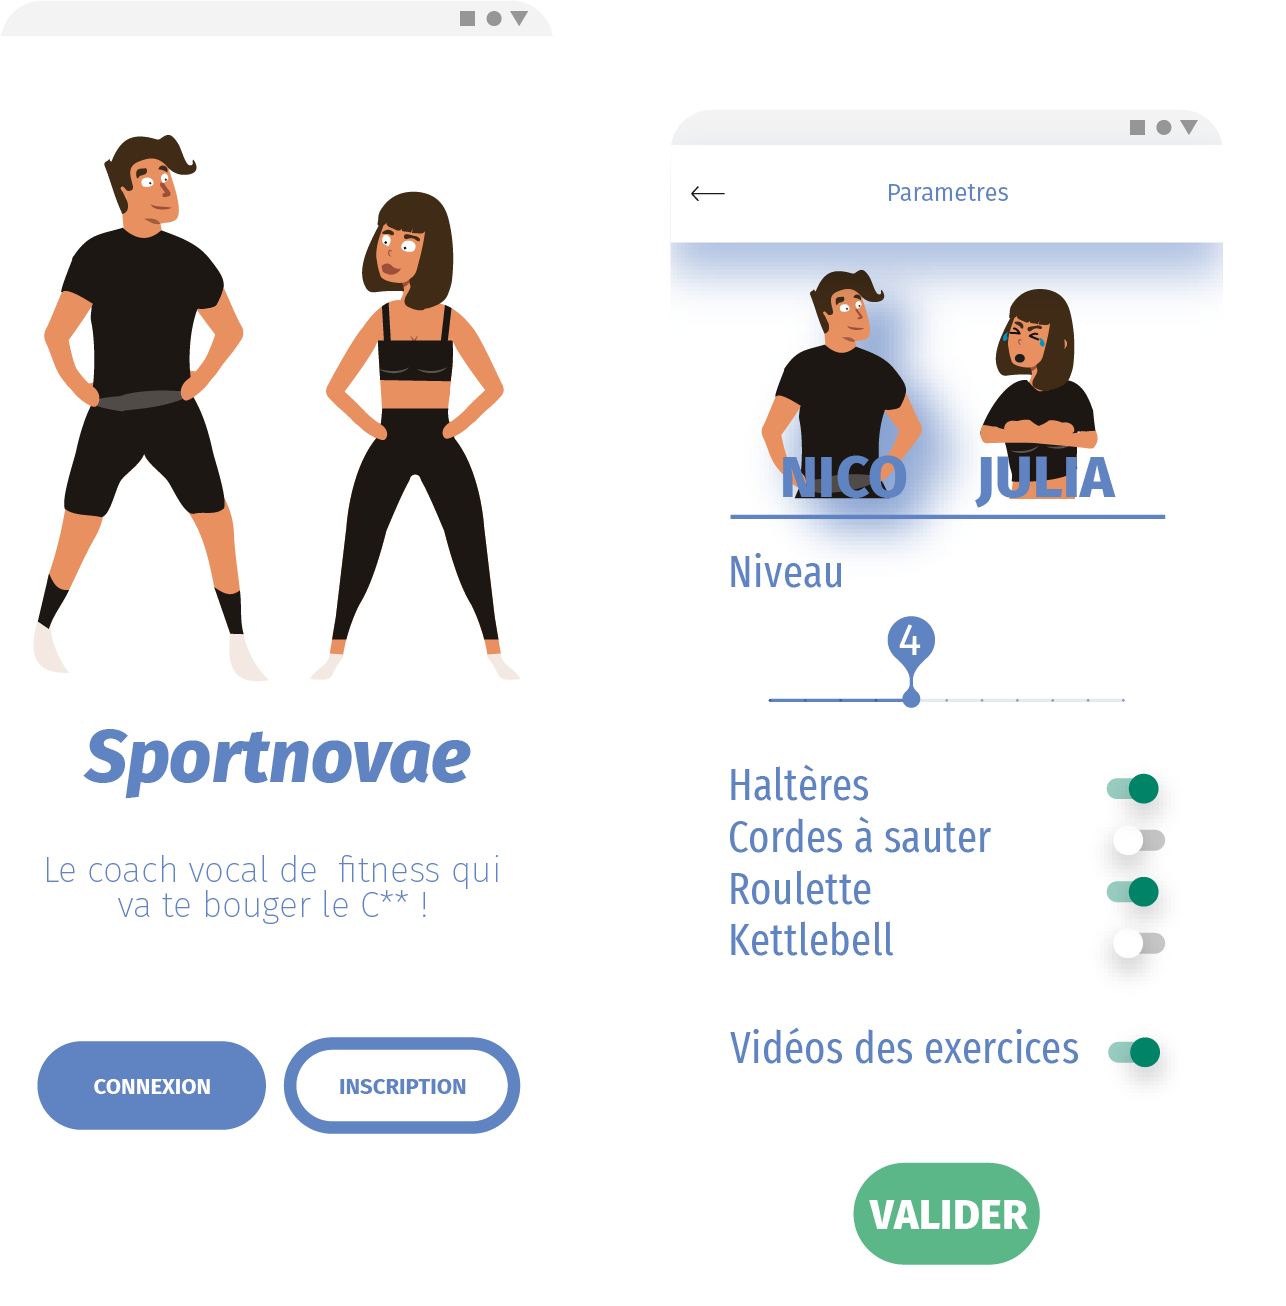 Sportnovae
Le coach vocal de fitness qui
va te bouger le C** !
CONNEXION
INSCRIPTION
Parametres
NICO
JULIA
Niveau
4
Haltères
Cordes à sauter
Roulette
Kettlebell
Vidéos des exercices
VALIDER